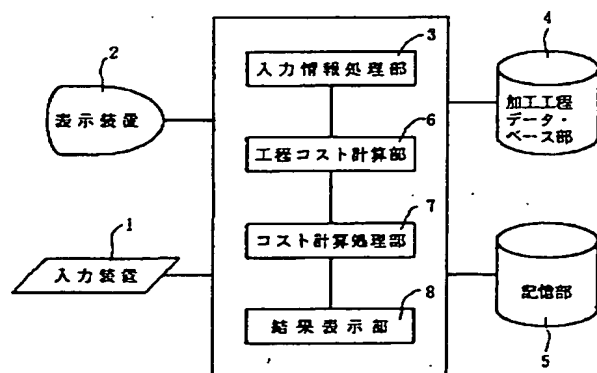 2
表示装置
1
入力装置
3
入力情報処理部
6
工程コスト計算部
7
コスト計算処理部
8
結果表示部
4
加工工程
データ・
ベース部
記憶部
5